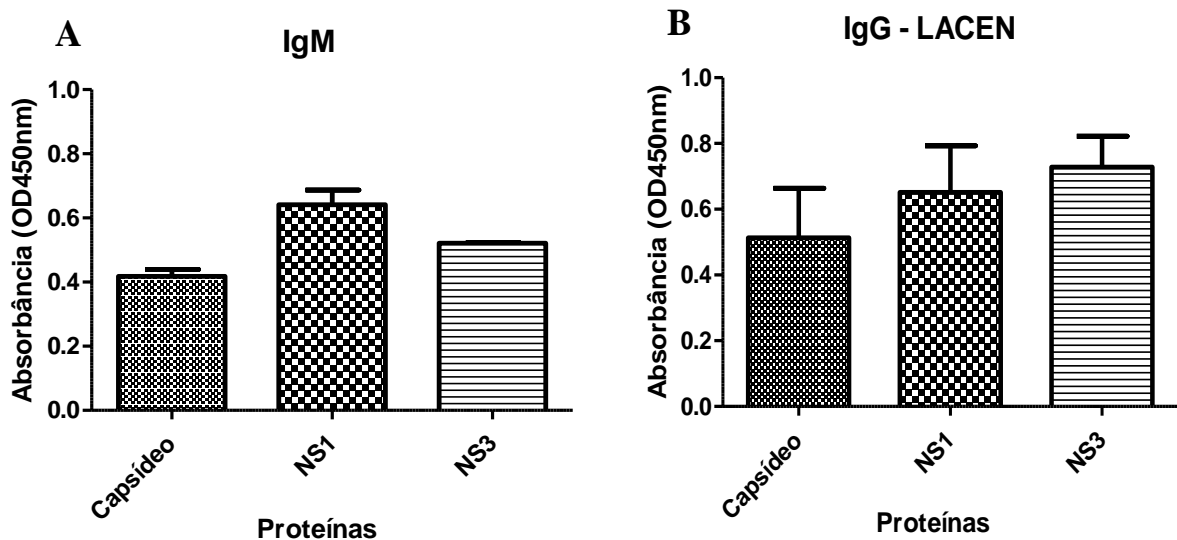 A
IgM
Absorbância (OD450nm)
1.0
0.8
0.6
0.4
0.2
0.0
Capsídeo
NS1
NS3
Proteínas
B
IgG - LACEN
Absorbância (OD450nm)
1.0
0.8
0.6
0.4
0.2
0.0
Capsídeo
NS1
NS3
Proteínas